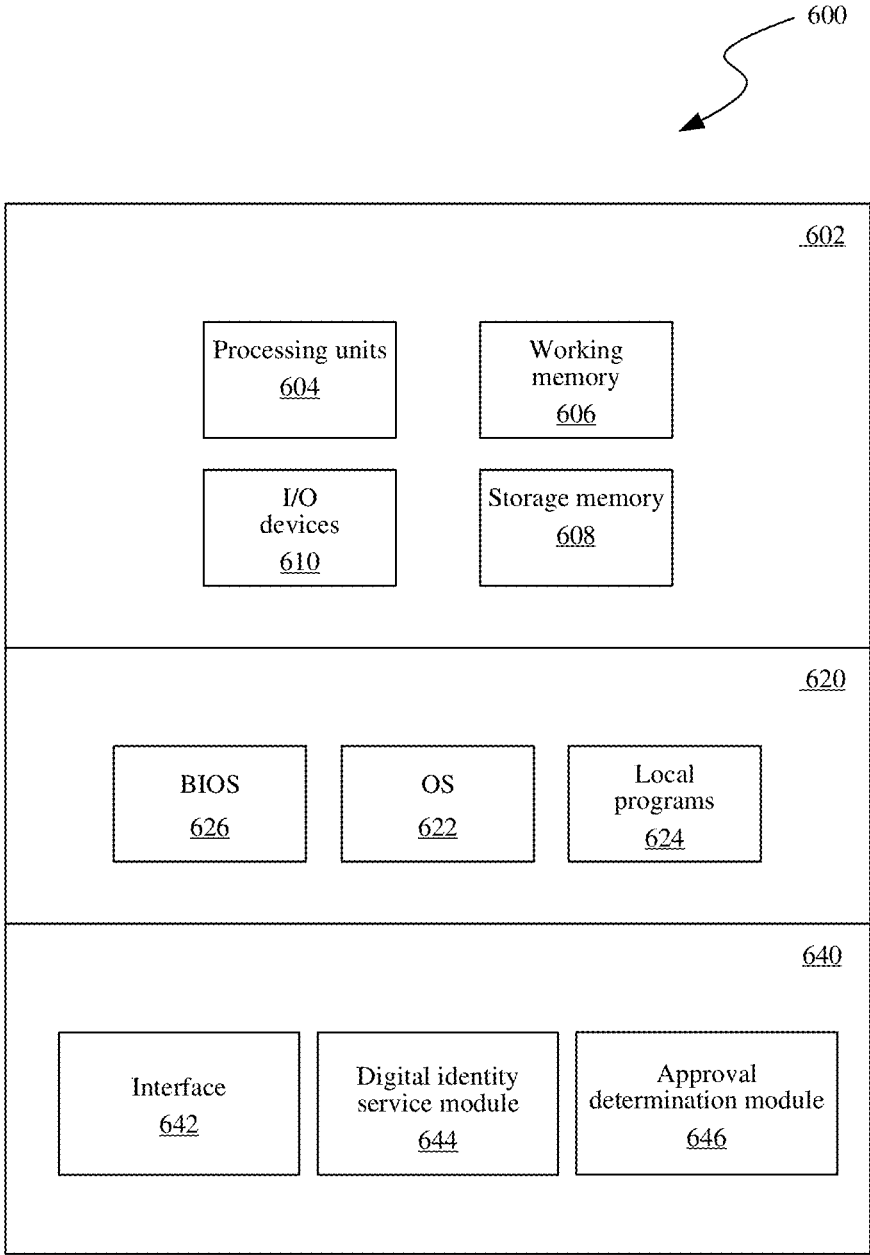 600
602
Processing units
604
Working
memory
606
I/O
devices
610
Storage memory
608
620
BIOS
626
OS
622
Local
programs
624
640
Interface
642
Digital identity
service module
644
Approval
determination module
646